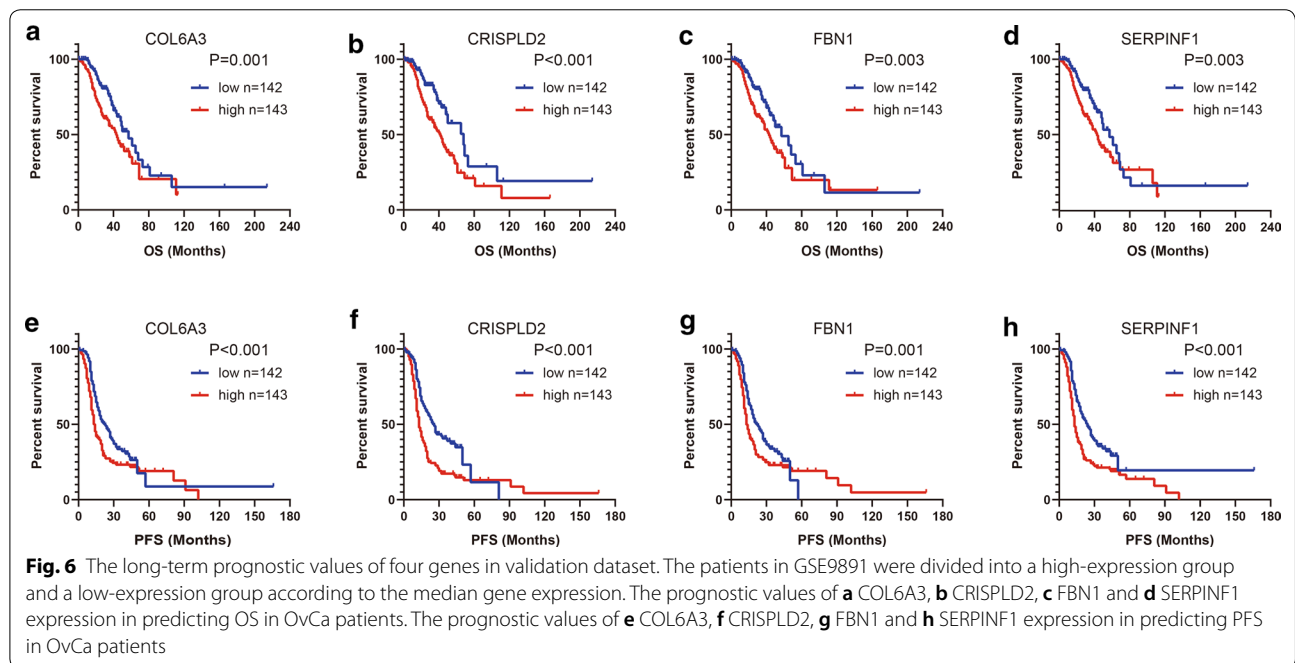 a
COL6A3
P=0.001
low n=142
high n=143
Percent survival
100
50
0
0 40 80 120 160 200 240
OS (Months)
b
CRISPLD2
P<0.001
low n=142
high n=143
Percent survival
100
50
0
0 40 80 120 160 200 240
OS (Months)
c
FBN1
P=0.003
low n=142
high n=143
Percent survival
100
50
0
0 40 80 120 160 200 240
OS (Months)
d
SERPINF1
P=0.003
low n=142
high n=143
Percent survival
100
50
0 40 80 120 160 200 240
OS (Months)
e
COL6A3
P<0.001
low n=142
high n=143
Percent survival
100
50
0
0 30 60 90 120 150 180
PFS (Months)
f
CRISPLD2
P<0.001
low n=142
high n=143
Percent survival
100
50
0
0 30 60 90 120 150 180
PFS (Months)
g
FBN1
P=0.001
low n=142
high n=143
Percent survival
100
50
0
0 30 60 90 120 150 180
PFS (Months)
h
SERPINF1
P<0.001
low n=142
high n=143
Percent survival
100
50
0
0 30 60 90 120 150 180
PFS (Months)
Fig. 6 The long-term prognostic values of four genes in validation dataset. The patients in GSE9891 were divided into a high-expression group
and a low-expression group according to the median gene expression. The prognostic values of a COL6A3, b CRISPLD2, c FBN1 and d SERPINF1
expression in predicting OS in OvCa patients. The prognostic values of e COL6A3, f CRISPLD2, g FBN1 and h SERPINF1 expression in predicting PFS
in OvCa patients